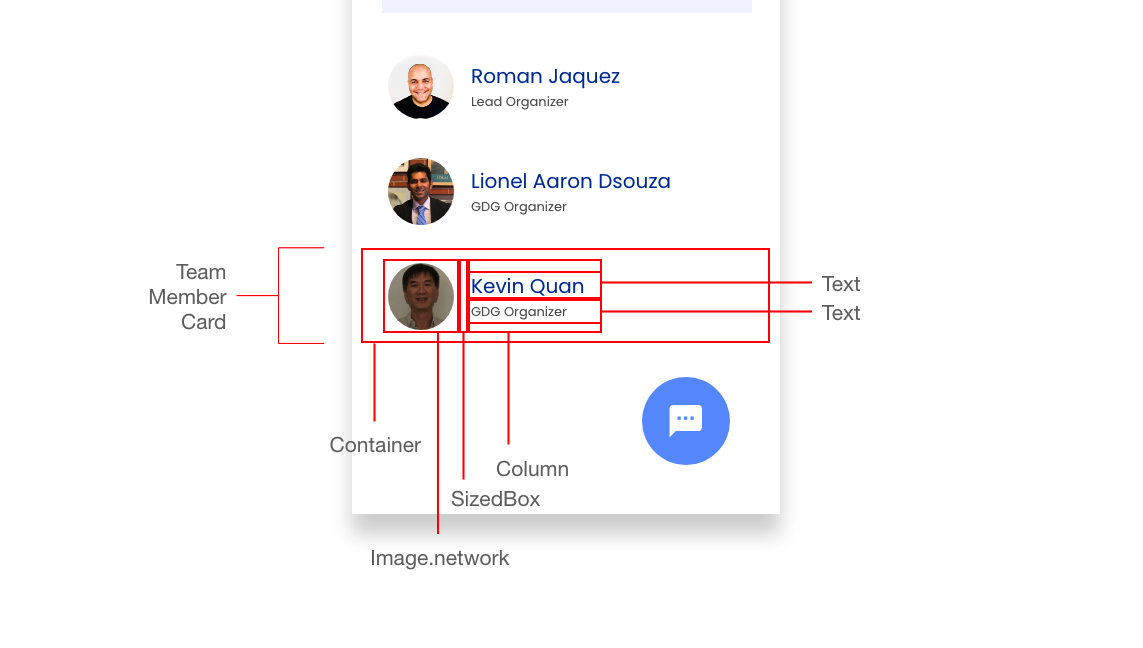 Roman Jaquez
Lead Organizer
Lionel Aaron Dsouza
GDG Organizer
Team
Member
Card
Kevin Quan
GDG Organizer
Text
Text
Container
Column
SizedBox
Image.network